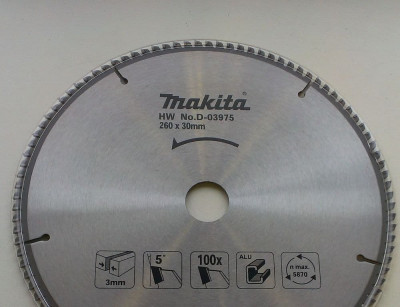 makita
HW No.D-03975
260 x 30mm
5° 100x ALU n max.
5870
3mm